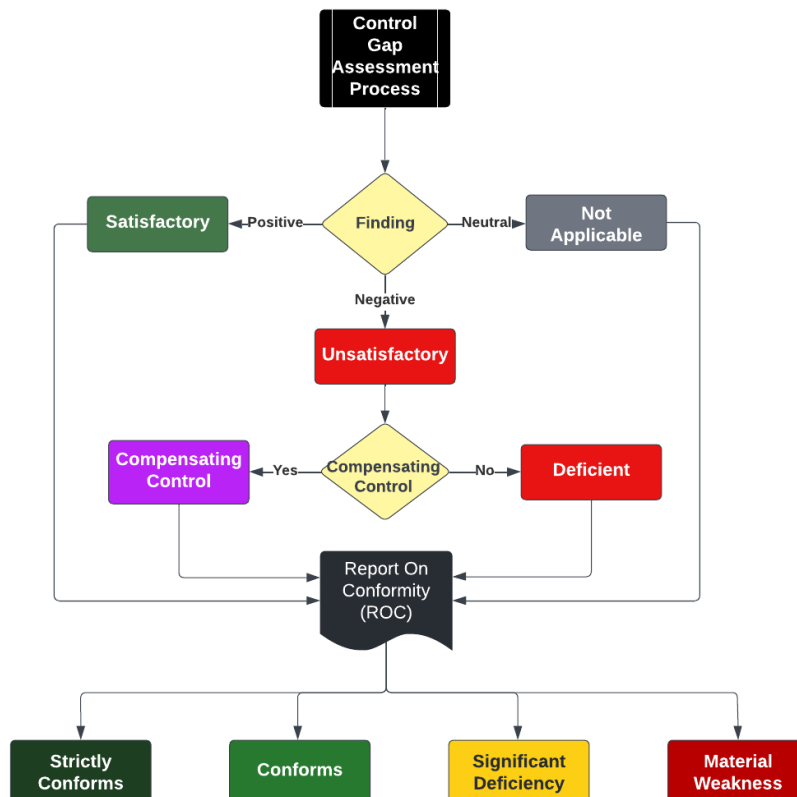 Control
Gap
Assessment
Process
Satisfactory
Positive
Finding
Neutral
Not
Applicable
Negative
Unsatisfactory
Compensating
Control
Yes
Compensating
Control
No
Deficient
Report On
Conformity
(ROC)
Strictly
Conforms
Conforms
Significant
Deficiency
Material
Weakness